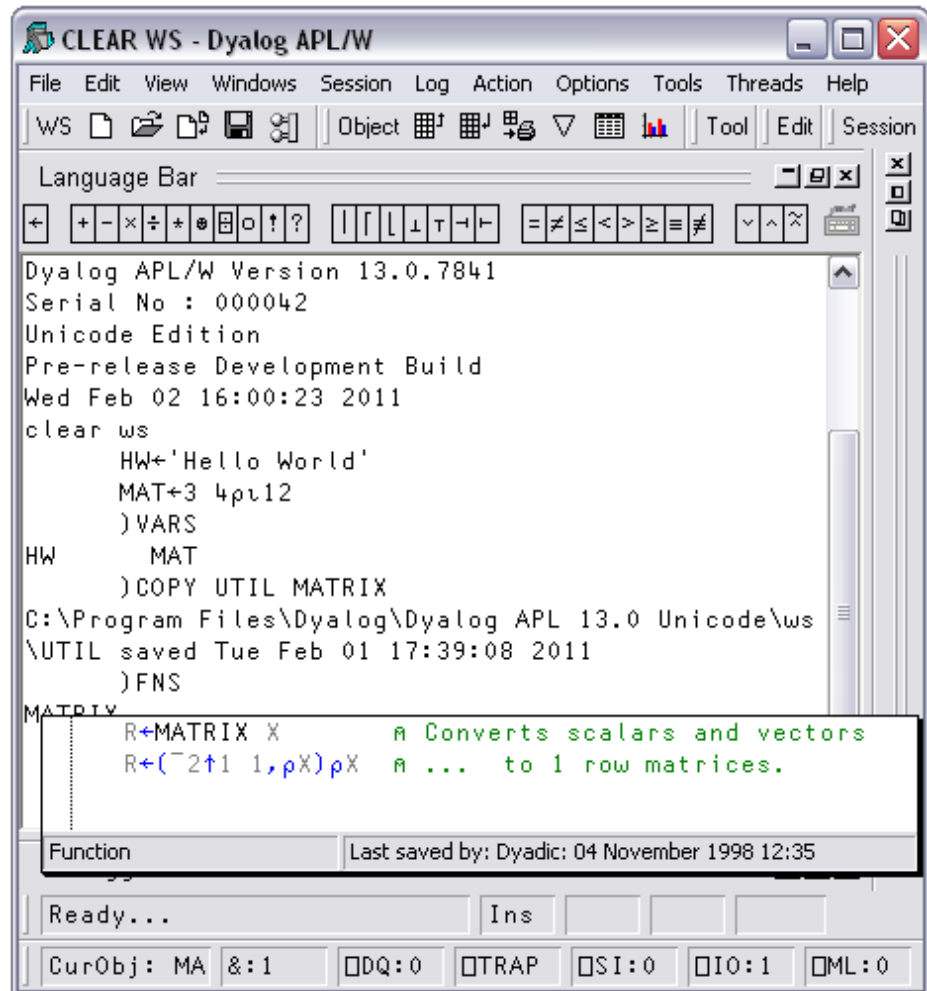 CLEAR WS - Dyalog APL/W
File Edit View Windows Session Log Action Options Tools Threads Help
WS Object Tool Edit Session
Language Bar
← + - × ÷ * ⍟ ⌹ ○ ! ? | ⌈ ⌊ ⊥ ⊤ ⊣ ⊢ = ≠ ≤ < > ≥ ≡ ≢ ∨ ∧ ⍲
Dyalog APL/W Version 13.0.7841
Serial No : 000042
Unicode Edition
Pre-release Development Build
Wed Feb 02 16:00:23 2011
clear ws
      HW←'Hello World'
      MAT←3 4⍴⍳12
      )VARS
HW      MAT
      )COPY UTIL MATRIX
C:\Program Files\Dyalog\Dyalog APL 13.0 Unicode\ws
\UTIL saved Tue Feb 01 17:39:08 2011
      )FNS
MATRIX
R←MATRIX X       ⍝ Converts scalars and vectors
R←(¯2↑1 1,⍴X)⍴X  ⍝ ...  to 1 row matrices.
Function Last saved by: Dyadic: 04 November 1998 12:35
Ready... Ins
CurObj: MA &:1 ⎕DQ:0 ⎕TRAP ⎕SI:0 ⎕IO:1 ⎕ML:0